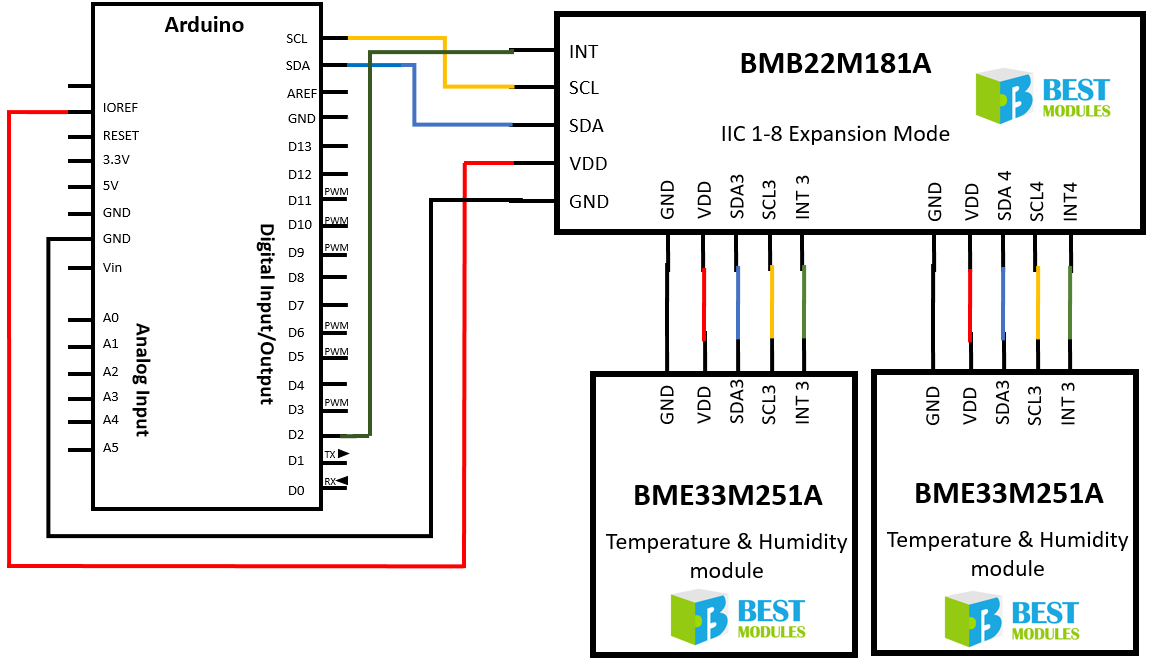 Arduino
SCL
SDA
AREF
GND
D13
D12
PWM
D11
PWM
D10
PWM
D9
D8
D7
PWM
D6
PWM
D5
D4
PWM
D3
D2
TX
D1
RX
D0
IOREF
RESET
3.3V
5V
GND
GND
Vin
A0
A1
A2
A3
A4
A5
Analog Input
Digital Input/Output
INT
SCL
SDA
VDD
GND
BMB22M181A
BEST
MODULES
IIC 1-8 Expansion Mode
GND
VDD
SDA3
SCL3
INT 3
GND
VDD
SDA 4
SCL4
INT4
GND
VDD
SDA3
SCL3
INT 3
BME33M251A
Temperature & Humidity
module
BEST
MODULES
GND
VDD
SDA3
SCL3
INT 3
BME33M251A
Temperature & Humidity
module
BEST
MODULES